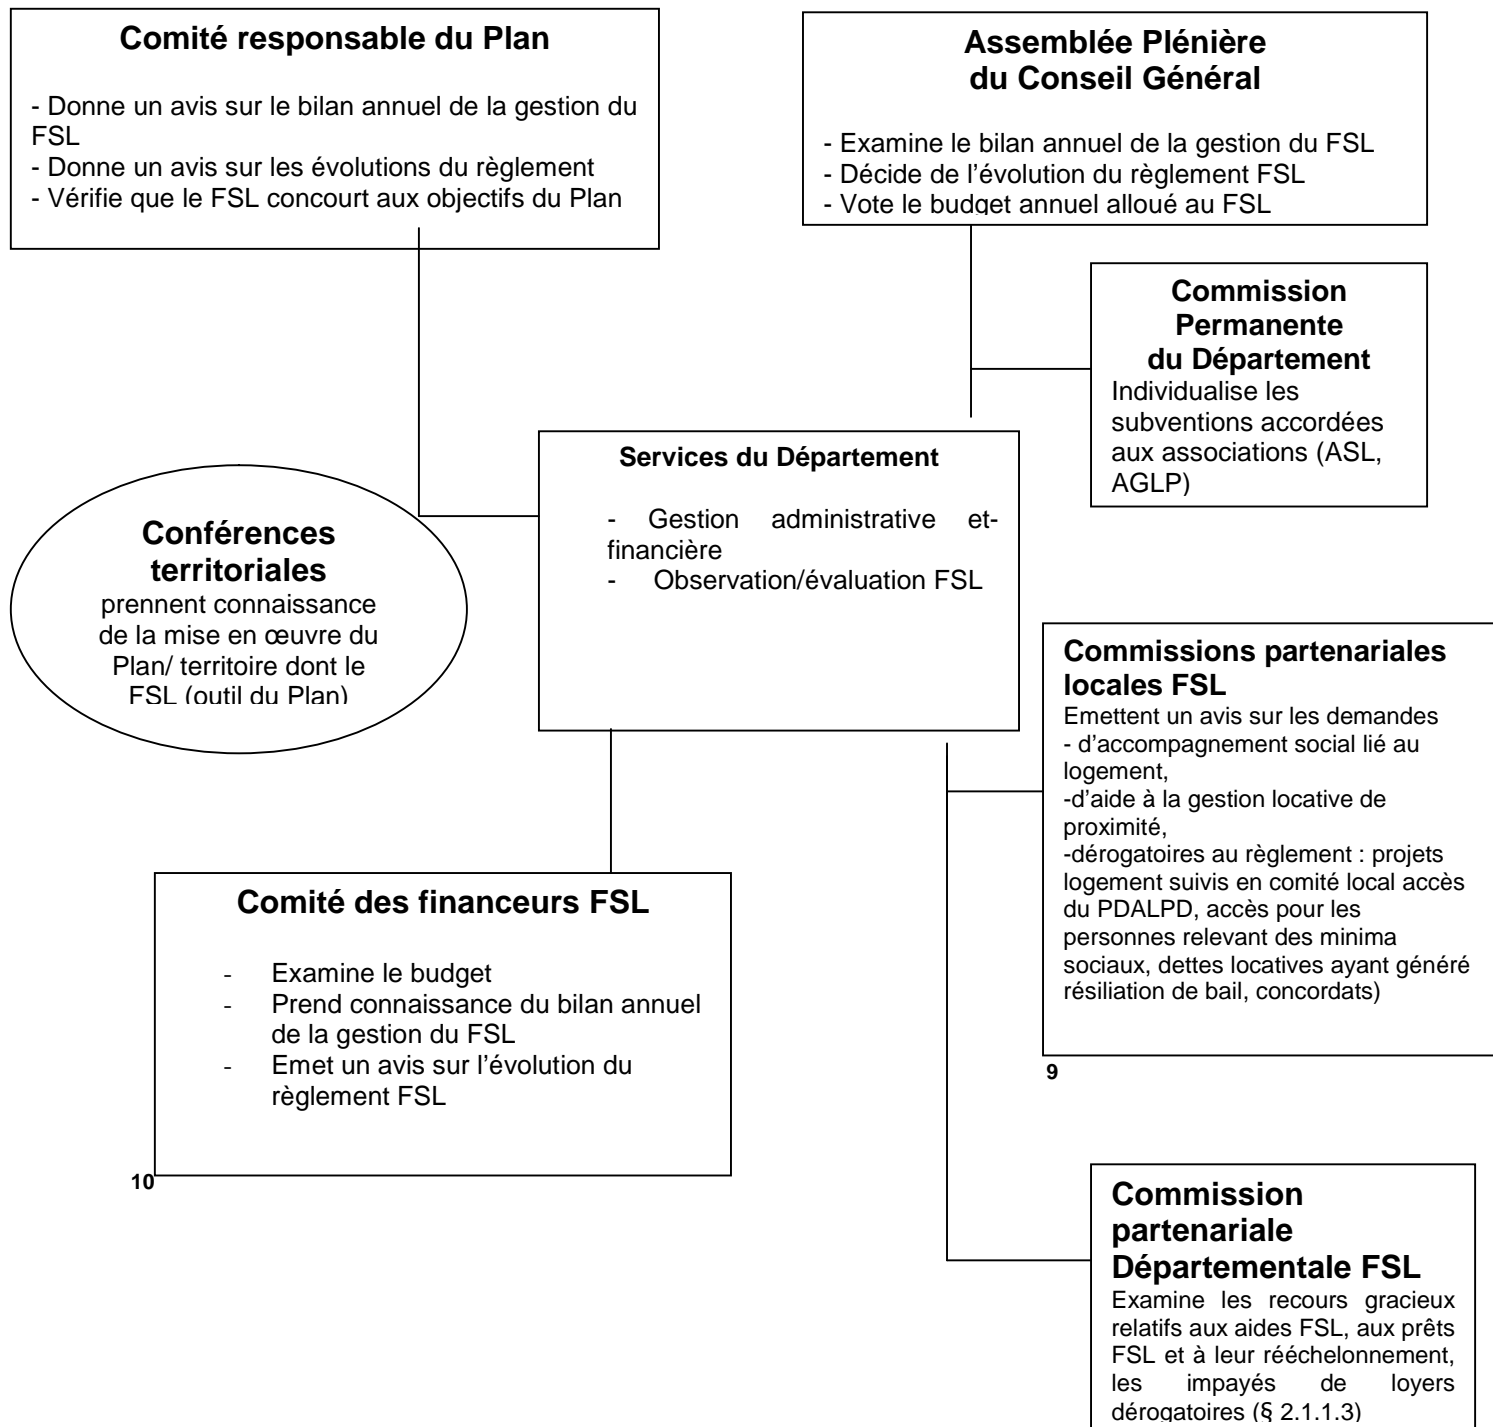 Comité responsable du Plan
- Donne un avis sur le bilan annuel de la gestion du
FSL
- Donne un avis sur les évolutions du règlement
- Vérifie que le FSL concourt aux objectifs du Plan
Assemblée Plénière
du Conseil Général
- Examine le bilan annuel de la gestion du FSL
- Décide de l’évolution du règlement FSL
- Vote le budget annuel alloué au FSL
Commission
Permanente
du Département
Individualise les
subventions accordées
aux associations (ASL,
AGLP)
Services du Département
- Gestion administrative et-
financière
- Observation/évaluation FSL
Conférences
territoriales
prennent connaissance
de la mise en œuvre du
Plan/ territoire dont le
FSL (outil du Plan)
Commissions partenariales
locales FSL
Emettent un avis sur les demandes
- d’accompagnement social lié au
logement,
-d’aide à la gestion locative de
proximité,
-dérogatoires au règlement : projets
logement suivis en comité local accès
du PDALPD, accès pour les
personnes relevant des minima
sociaux, dettes locatives ayant généré
résiliation de bail, concordats)
9
Comité des financeurs FSL
- Examine le budget
- Prend connaissance du bilan annuel
de la gestion du FSL
- Emet un avis sur l’évolution du
règlement FSL
10
Commission
partenariale
Départementale FSL
Examine les recours gracieux
relatifs aux aides FSL, aux prêts
FSL et à leur rééchelonnement,
les impayés de loyers
dérogatoires (§ 2.1.1.3)